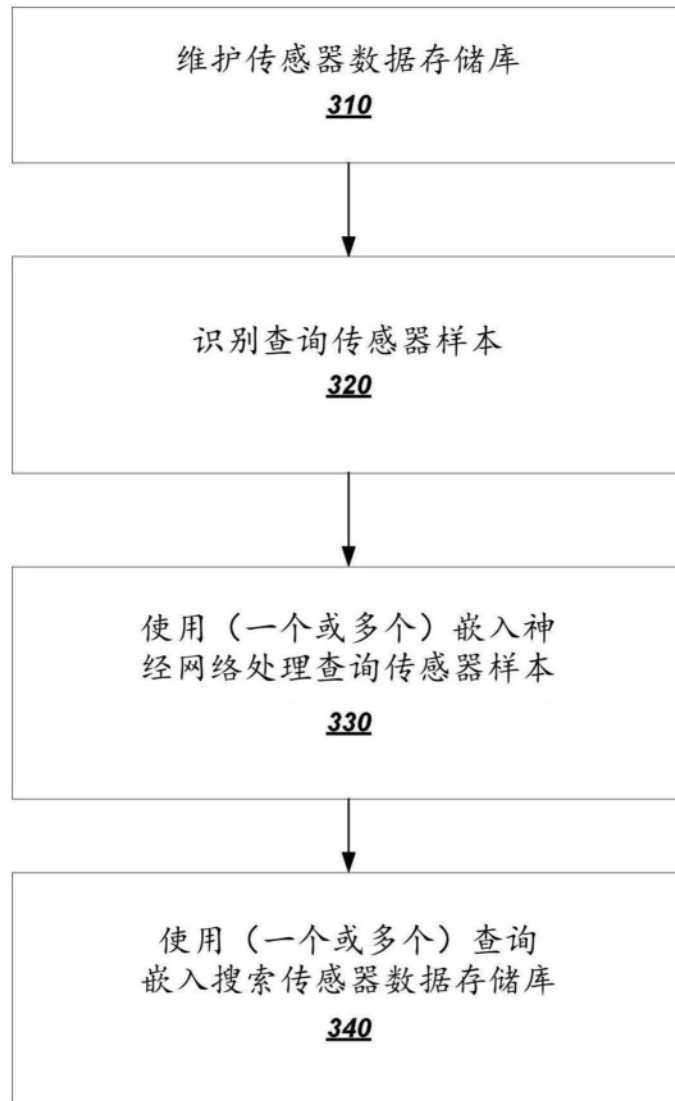 维护传感器数据存储库
310
识别查询传感器样本
320
使用（一个或多个）嵌入神
经网络处理查询传感器样本
330
使用（一个或多个）查询
嵌入搜索传感器数据存储库
340